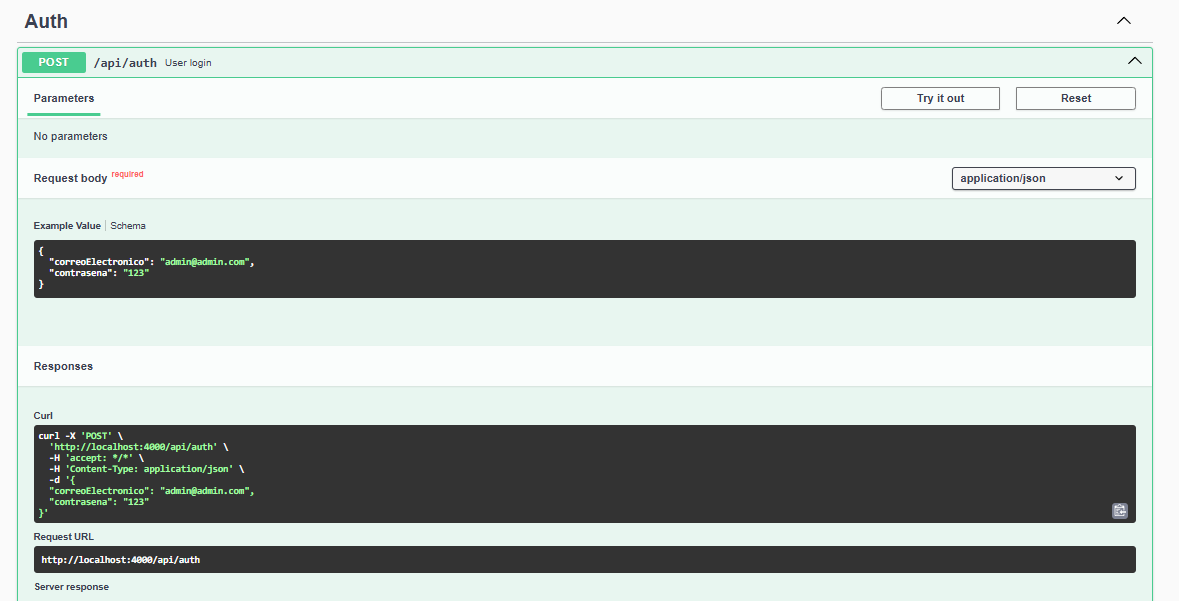 Auth
POST /api/auth User login
Parameters
Try it out
Reset
No parameters
Request body required
application/json
Example Value
Schema
{
  "correoElectronico": "admin@admin.com",
  "contrasena": "123"
}
Responses
Curl
curl -X 'POST' \
  'http://localhost:4000/api/auth' \
  -H 'accept: */*' \
  -H 'Content-Type: application/json' \
  -d '{
  "correoElectronico": "admin@admin.com",
  "contrasena": "123"
}'
Request URL
http://localhost:4000/api/auth
Server response